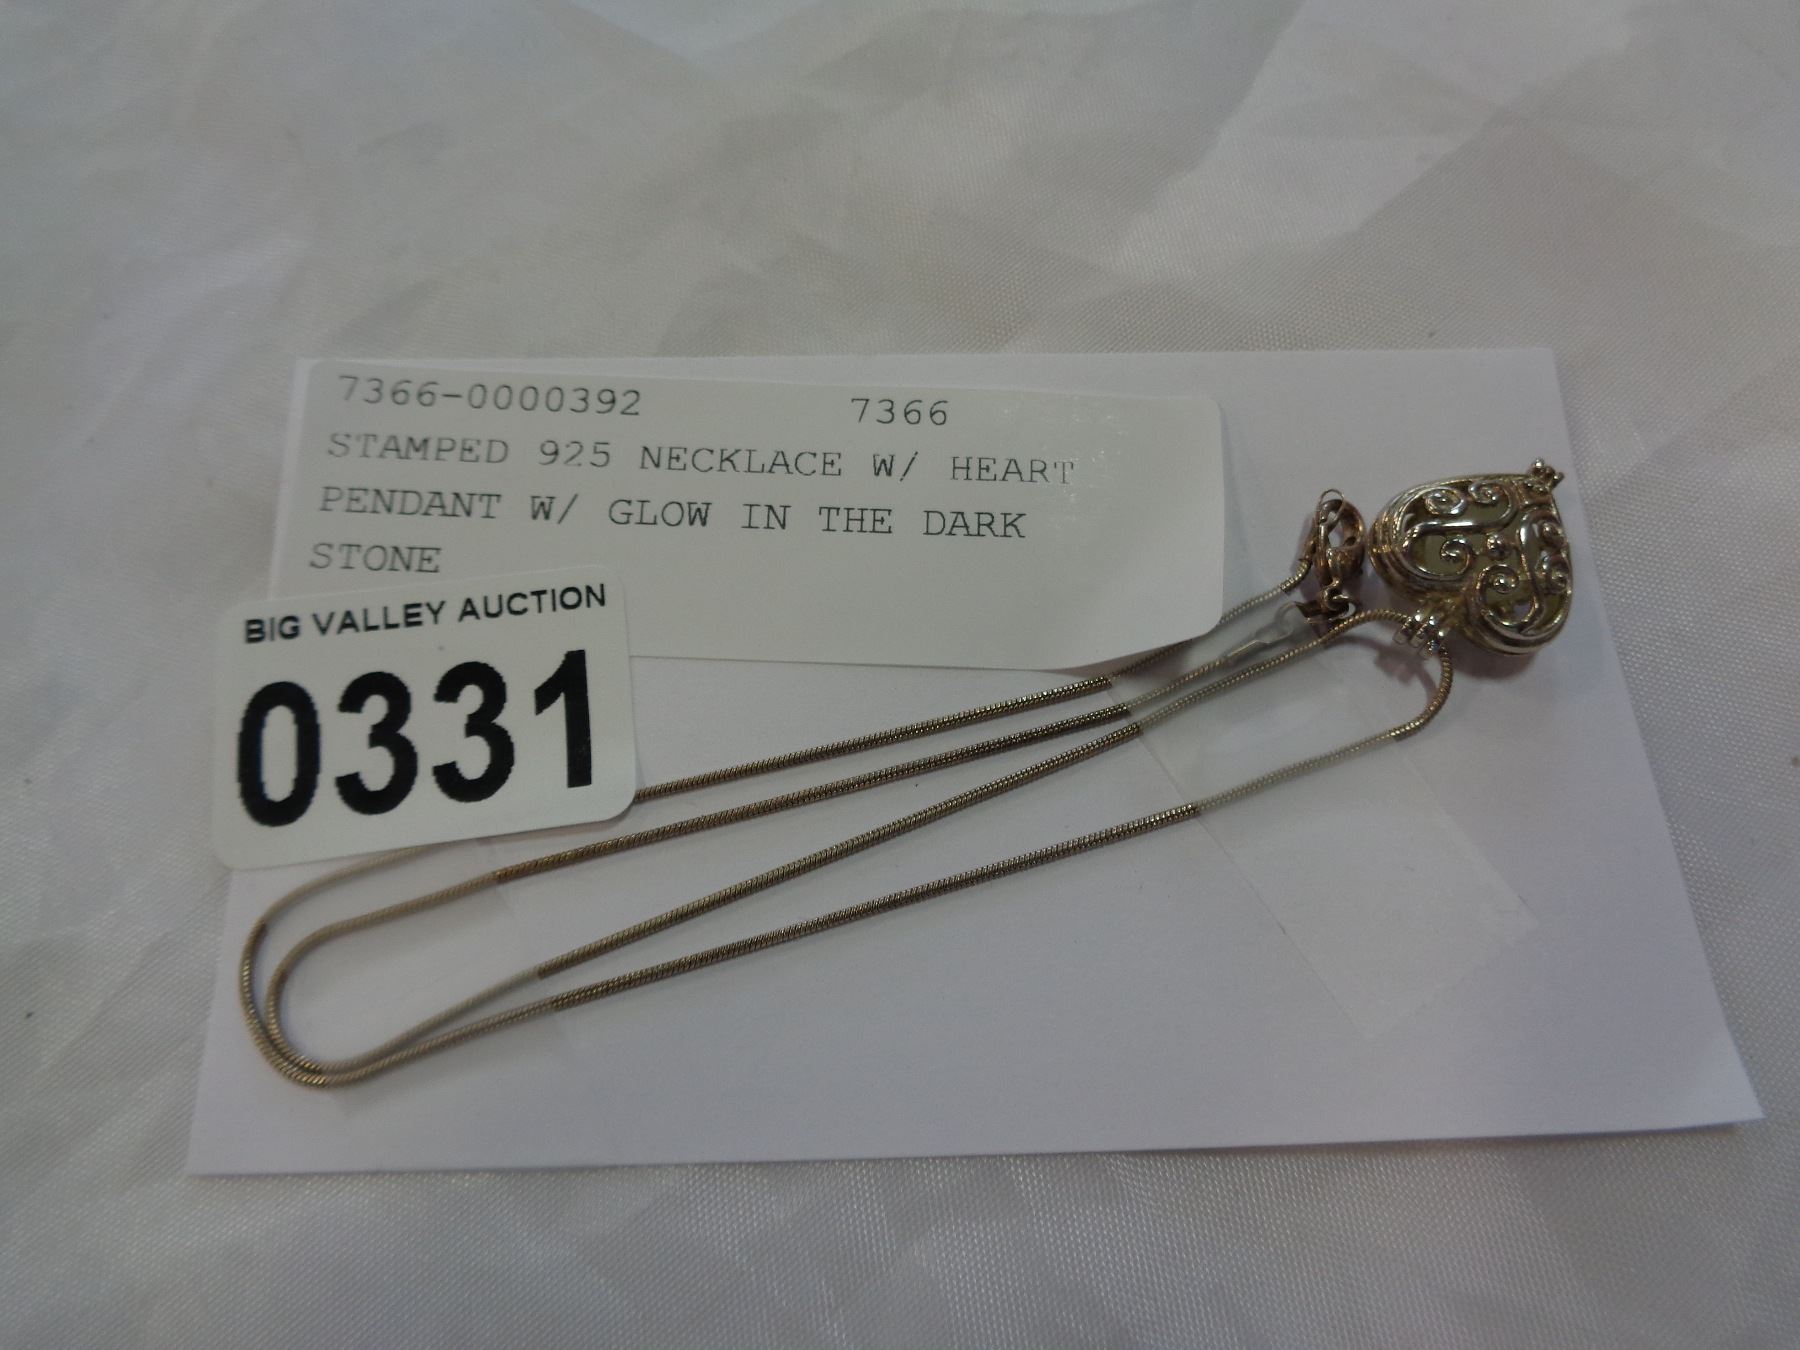 7366-0000392 7366
STAMPED 925 NECKLACE W/ HEART
PENDANT W/ GLOW IN THE DARK
STONE
BIG VALLEY AUCTION
0331